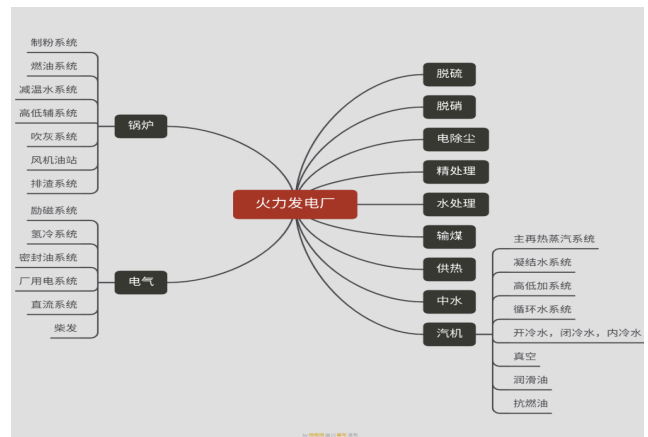 火力发电厂
锅炉
制粉系统
燃油系统
减温水系统
高低辅系统
吹灰系统
风机油站
排渣系统
电气
励磁系统
氢冷系统
密封油系统
厂用电系统
直流系统
柴发
脱硫
脱硝
电除尘
精处理
水处理
输煤
供热
中水
汽机
主再热蒸汽系统
凝结水系统
高低加系统
循环水系统
开冷水，闭冷水，内冷水
真空
润滑油
抗燃油